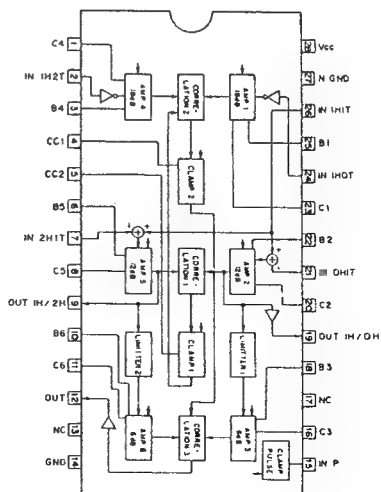 C4 1
IN 1H2T 2
B4 3
CC1 4
CC2 5
B5 6
IN 2H1T 7
C5 8
OUT 1H/2H 9
B6 10
C6 11
OUT 12
NC 13
GND 14
28 Vcc
27 N GND
26 IN 1H1T
25 B1
24 IN 1H0T
23 C1
22 B2
21 0H1T
20 C2
19 OUT 1H/0H
18 B3
17 NC
16 C3
15 IN P
AMP 4
18dB
CORRE-
LATION 2
AMP 1
18dB
CLAMP 2
AMP 5
12dB
CORRE-
LATION 1
AMP 2
12dB
LIMITTER 2
CLAMP 1
LIMITTER 1
AMP 6
6dB
CORRE-
LATION 3
AMP 3
6dB
CLAMP
PULSE